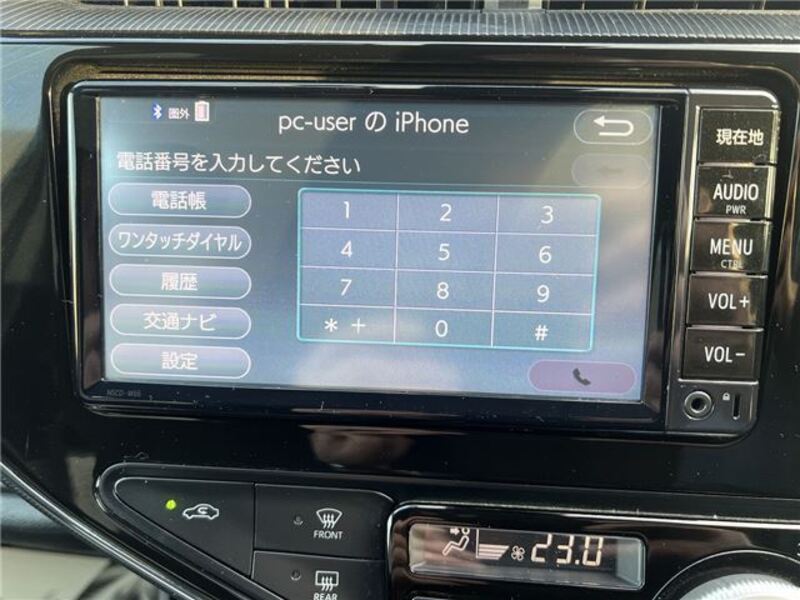 圏外
pc-user の iPhone
電話番号を入力してください
電話帳
ワンタッチダイヤル
履歴
交通ナビ
設定
1 2 3
4 5 6
7 8 9
* + 0 #
現在地
AUDIO
PWR
MENU
CTRL
VOL+
VOL-
NSCD-W66
FRONT
REAR
23.0